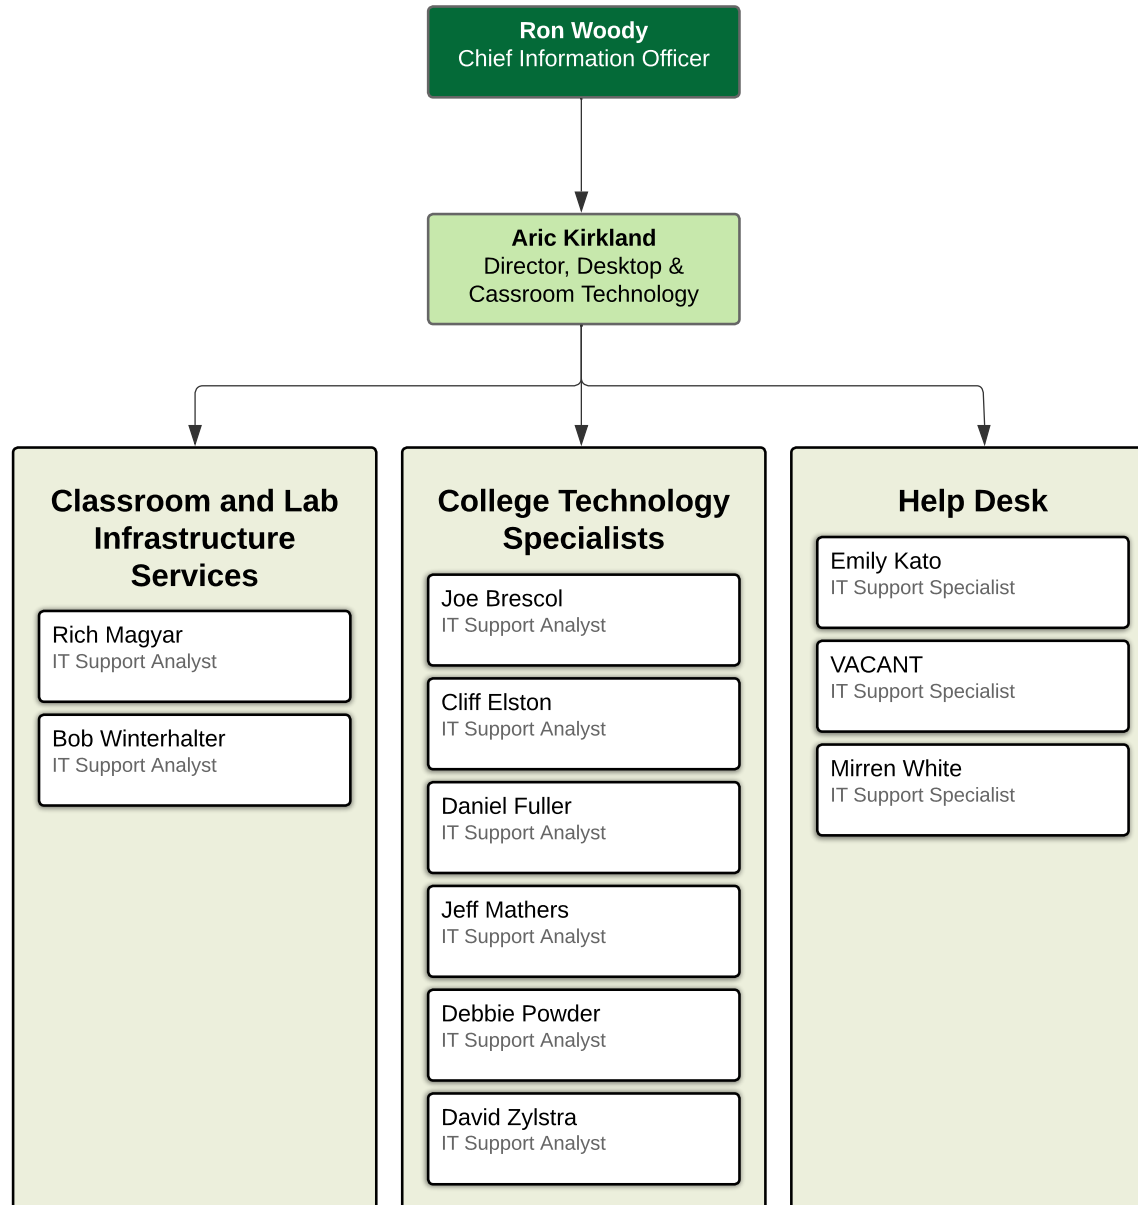 Ron Woody
Chief Information Officer
Aric Kirkland
Director, Desktop &
Cassroom Technology
Classroom and Lab
Infrastructure
Services
Rich Magyar
IT Support Analyst
Bob Winterhalter
IT Support Analyst
College Technology
Specialists
Joe Brescol
IT Support Analyst
Cliff Elston
IT Support Analyst
Daniel Fuller
IT Support Analyst
Jeff Mathers
IT Support Analyst
Debbie Powder
IT Support Analyst
David Zylstra
IT Support Analyst
Help Desk
Emily Kato
IT Support Specialist
VACANT
IT Support Specialist
Mirren White
IT Support Specialist